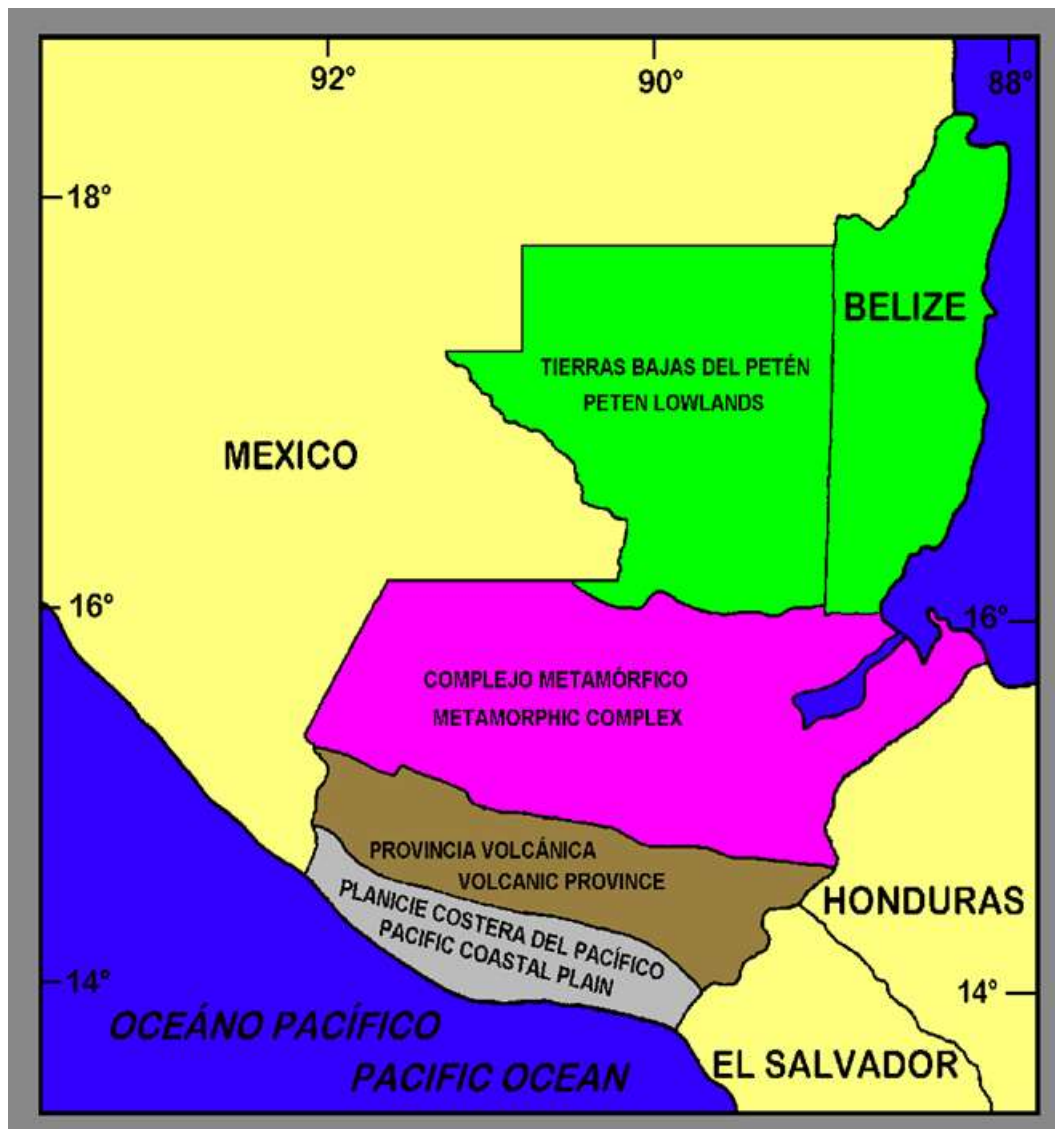 92°
90°
88°
18°
BELIZE
TIERRAS BAJAS DEL PETÉN
PETEN LOWLANDS
MEXICO
16°
16°
COMPLEJO METAMÓRFICO
METAMORPHIC COMPLEX
PROVINCIA VOLCÁNICA
VOLCANIC PROVINCE
PLANICIE COSTERA DEL PACÍFICO
PACIFIC COASTAL PLAIN
HONDURAS
14°
14°
OCEÁNO PACÍFICO
PACIFIC OCEAN
EL SALVADOR